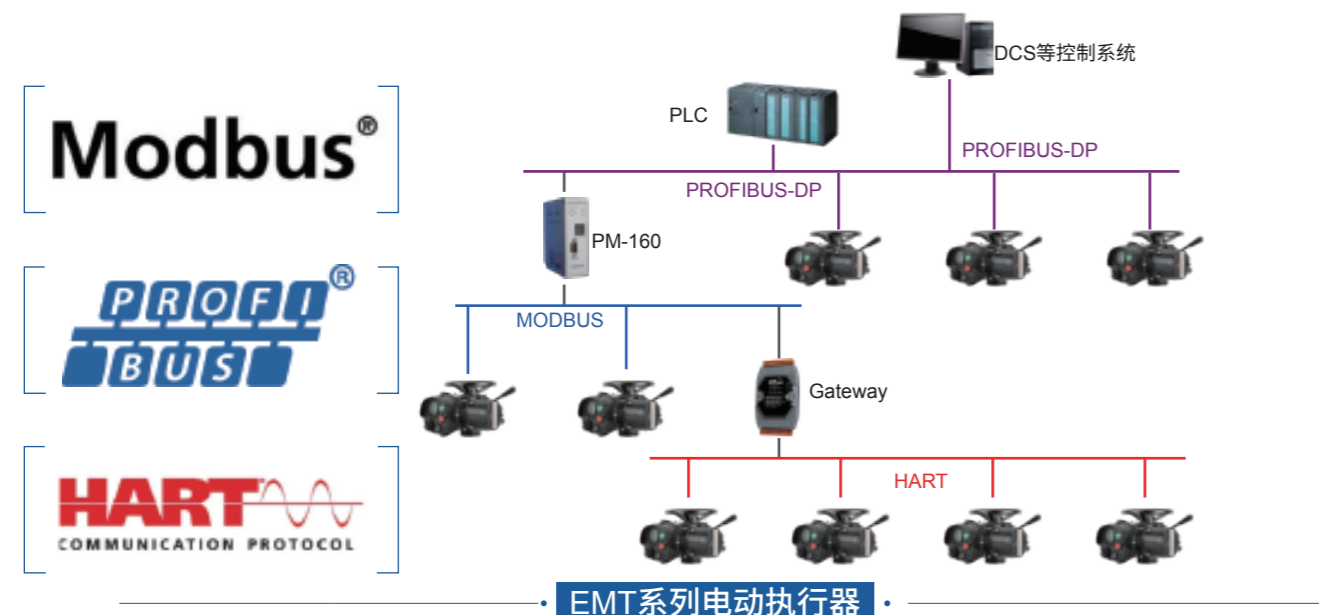 DCS等控制系统
PLC
Modbus®
PROFIBUS-DP
PROFIBUS-DP
PM-160
PROFI®
BUS
MODBUS
Gateway
HART
HART
COMMUNICATION PROTOCOL
EMT系列电动执行器